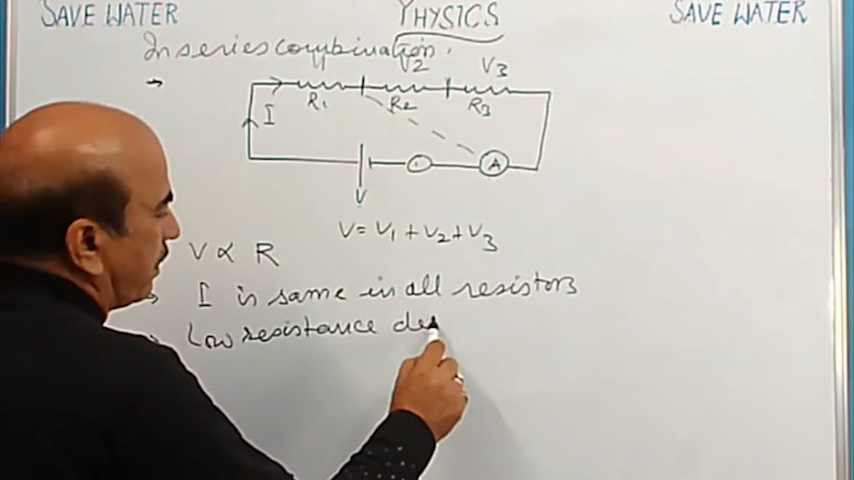 SAVE WATER PHYSICS SAVE WATER
In series combination.
V2 V3
R1 R2 R3
I
A
V
V = V1 + V2 + V3
V ∝ R
I is same in all resistors
Low resistance de